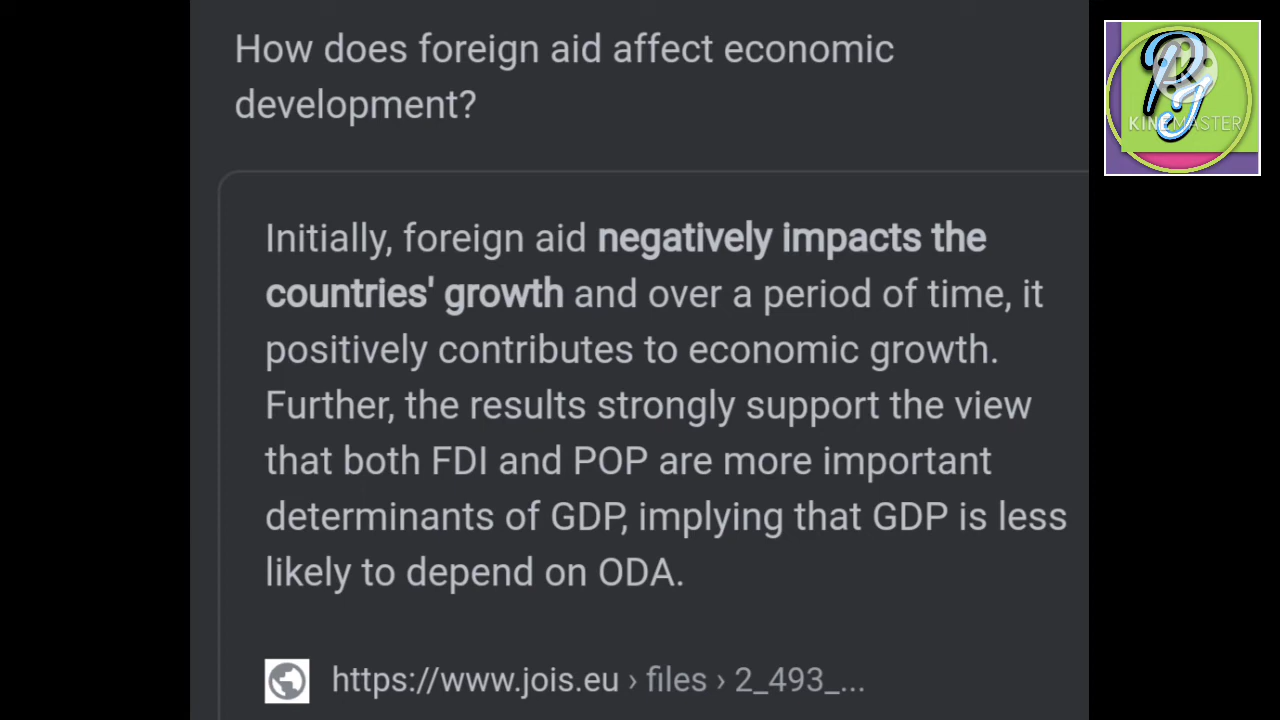 How does foreign aid affect economic
development?
Initially, foreign aid negatively impacts the
countries' growth and over a period of time, it
positively contributes to economic growth.
Further, the results strongly support the view
that both FDI and POP are more important
determinants of GDP, implying that GDP is less
likely to depend on ODA.
https://www.jois.eu › files › 2_493_...
KINEMASTER